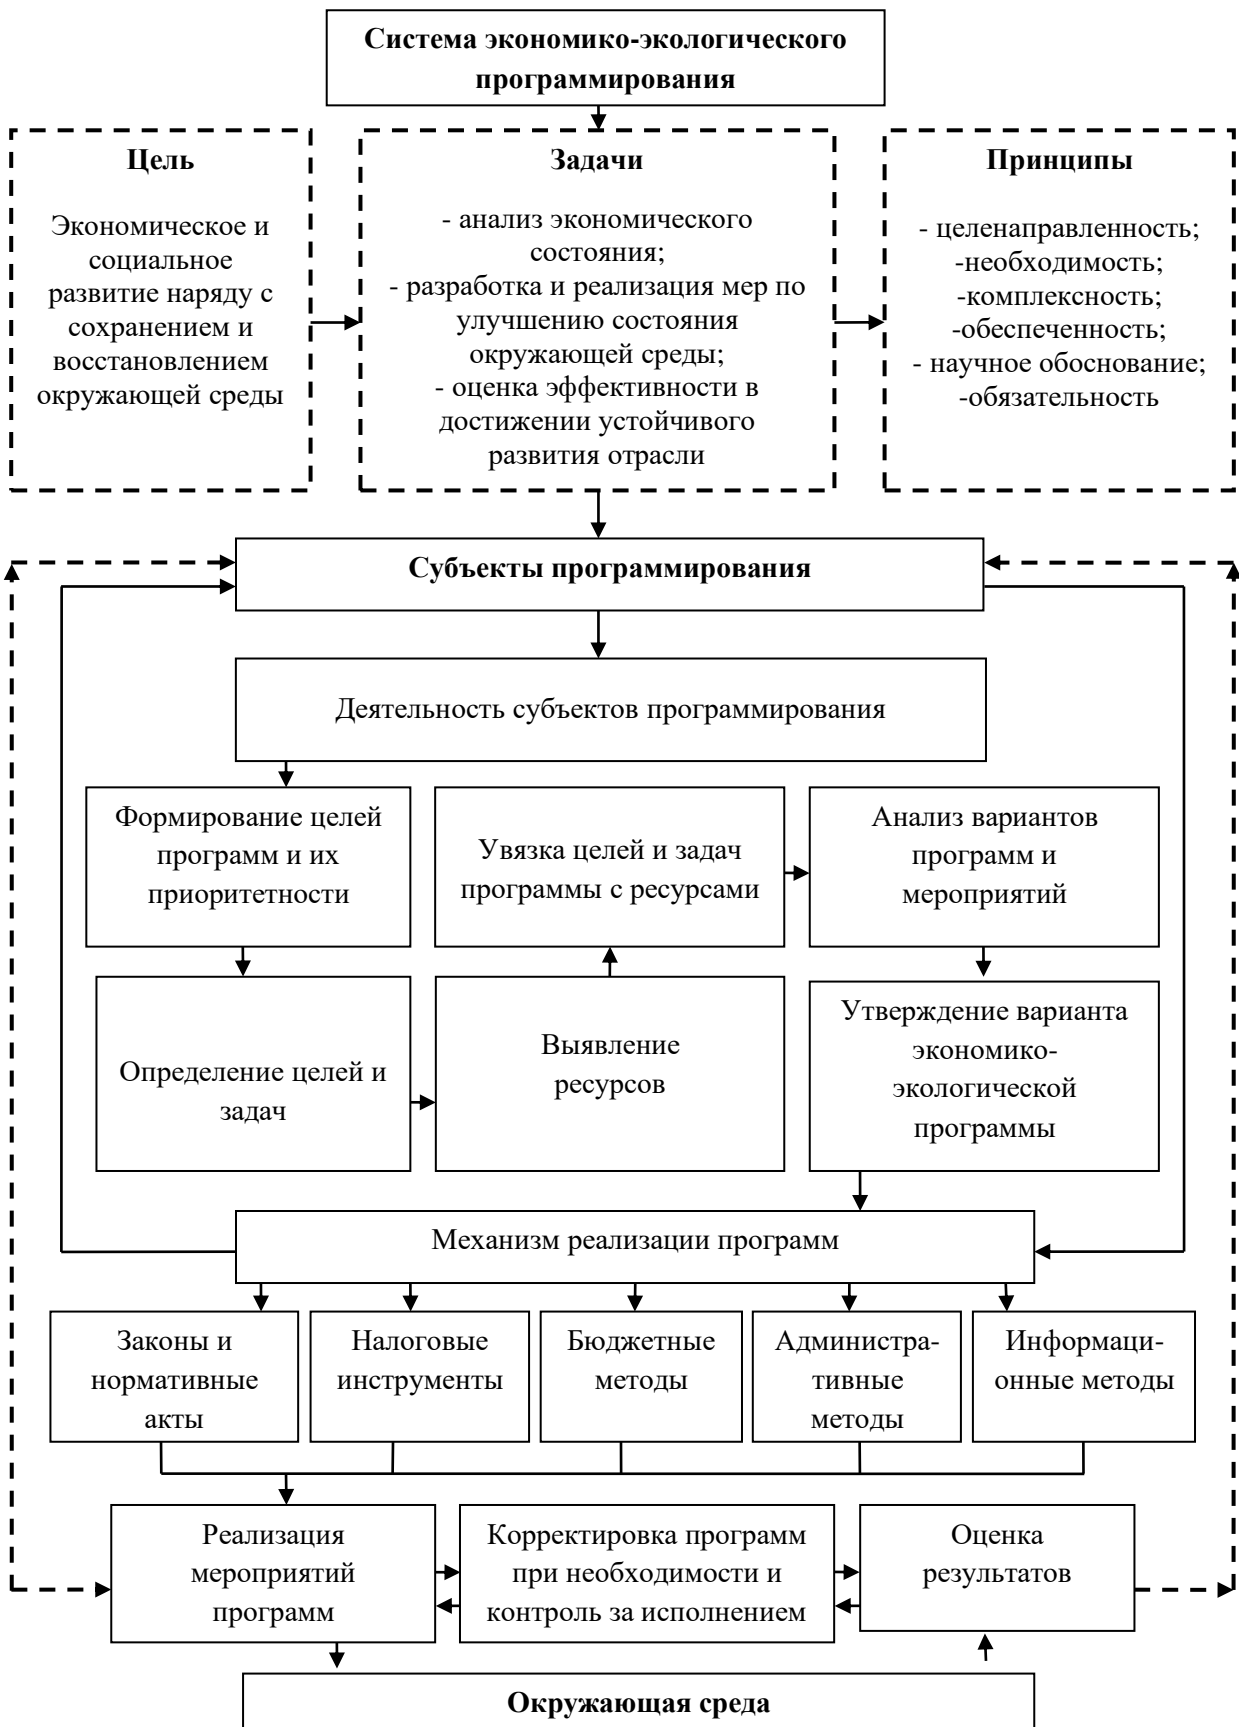 Система экономико-экологического
программирования
Цель
Экономическое и
социальное
развитие наряду с
сохранением и
восстановлением
окружающей среды
Задачи
- анализ экономического
состояния;
- разработка и реализация мер по
улучшению состояния
окружающей среды;
- оценка эффективности в
достижении устойчивого
развития отрасли
Принципы
- целенаправленность;
-необходимость;
-комплексность;
-обеспеченность;
- научное обоснование;
-обязательность
Субъекты программирования
Деятельность субъектов программирования
Формирование целей
программ и их
приоритетности
Увязка целей и задач
программы с ресурсами
Анализ вариантов
программ и
мероприятий
Определение целей и
задач
Выявление
ресурсов
Утверждение варианта
экономико-
экологической
программы
Механизм реализации программ
Законы и
нормативные
акты
Налоговые
инструменты
Бюджетные
методы
Администра-
тивные
методы
Информаци-
онные методы
Реализация
мероприятий
программ
Корректировка программ
при необходимости и
контроль за исполнением
Оценка
результатов
Окружающая среда